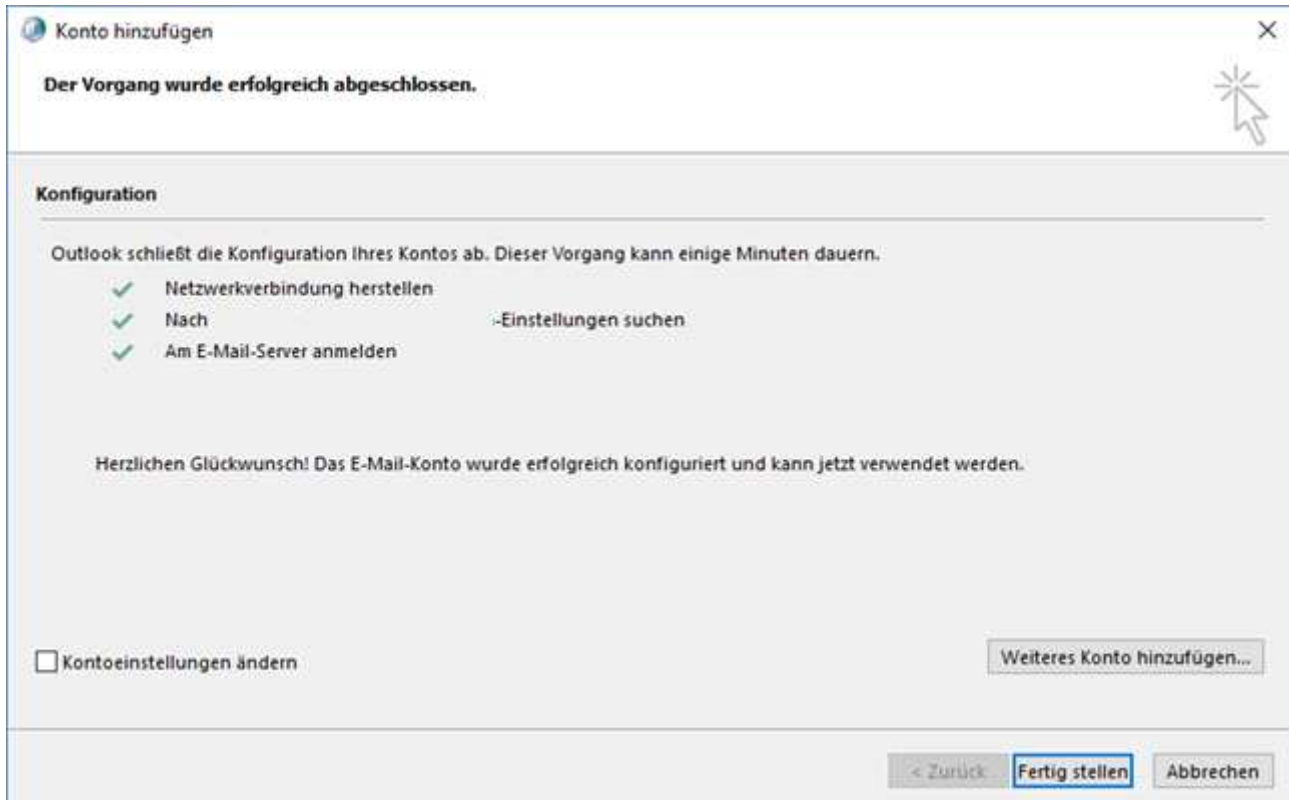 Konto hinzufügen
Der Vorgang wurde erfolgreich abgeschlossen.
Konfiguration
Outlook schließt die Konfiguration Ihres Kontos ab. Dieser Vorgang kann einige Minuten dauern.
Netzwerkverbindung herstellen
Nach -Einstellungen suchen
Am E-Mail-Server anmelden
Herzlichen Glückwunsch! Das E-Mail-Konto wurde erfolgreich konfiguriert und kann jetzt verwendet werden.
Kontoeinstellungen ändern
Weiteres Konto hinzufügen...
< Zurück Fertig stellen Abbrechen